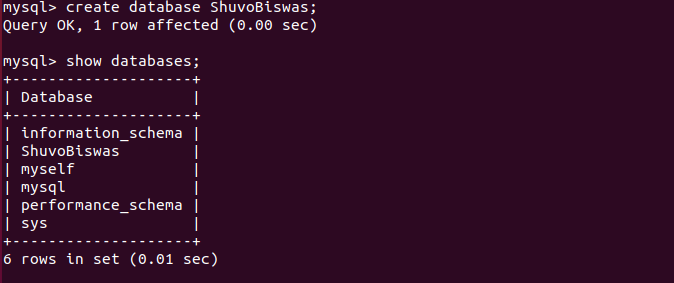 mysql> create database ShuvoBiswas;
Query OK, 1 row affected (0.00 sec)

mysql> show databases;
+--------------------+
| Database           |
+--------------------+
| information_schema |
| ShuvoBiswas        |
| myself             |
| mysql              |
| performance_schema |
| sys                |
+--------------------+
6 rows in set (0.01 sec)